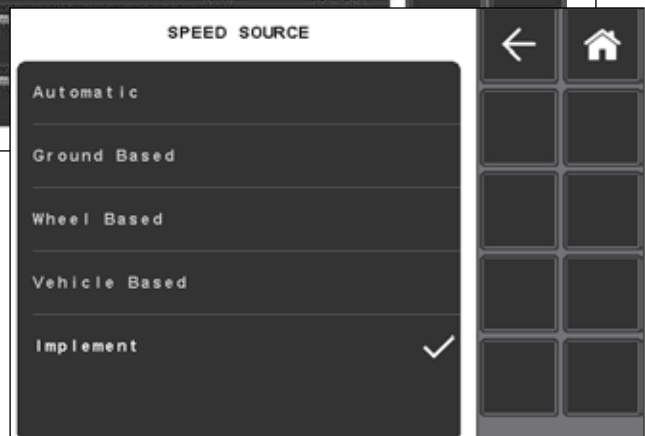 SPEED SOURCE
Automatic
Ground Based
Wheel Based
Vehicle Based
Implement